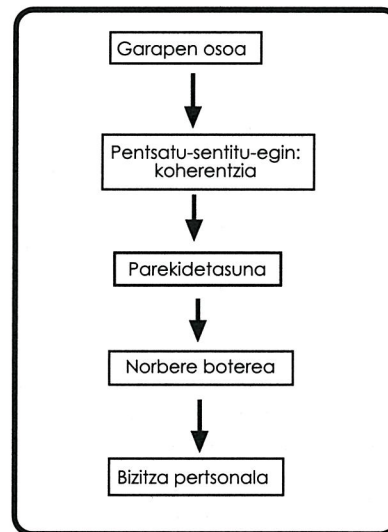 Garapen osoa
Pentsatu-sentitu-egin:
koherentzia
Parekidetasuna
Norbere boterea
Bizitza pertsonala